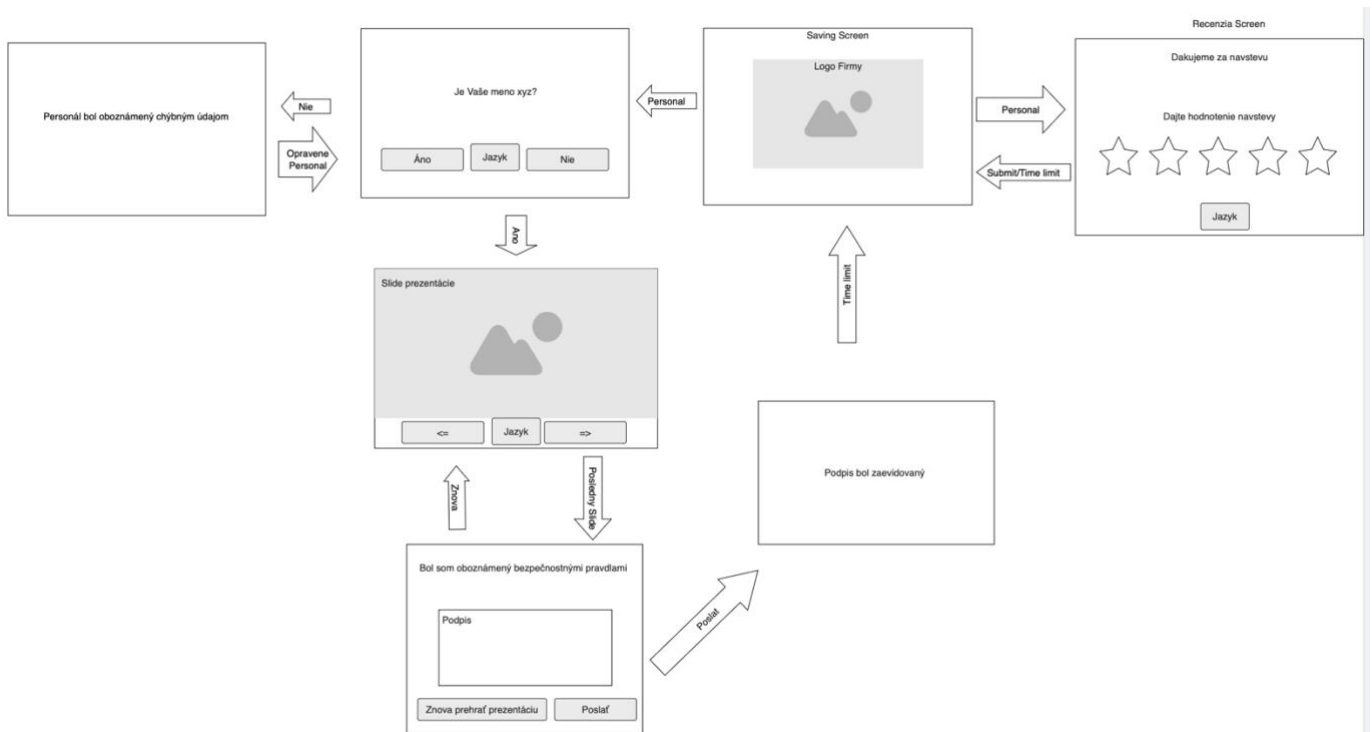 Recenzia Screen
Personál bol oboznámený chýbným údajom
Nie
Opravene
Personal
Je Vaše meno xyz?
Áno
Jazyk
Nie
Personal
Saving Screen
Logo Firmy
Personal
Submit/Time limit
Dakujeme za navstevu
Dajte hodnotenie navstevy
Jazyk
Ano
Slide prezentácie
<=
Jazyk
=>
Time limit
Znova
Posledny Slide
Podpis bol zaevidovaný
Bol som oboznámený bezpečnostnými pravdlami
Podpis
Znova prehrať prezentáciu
Poslať
Poslat